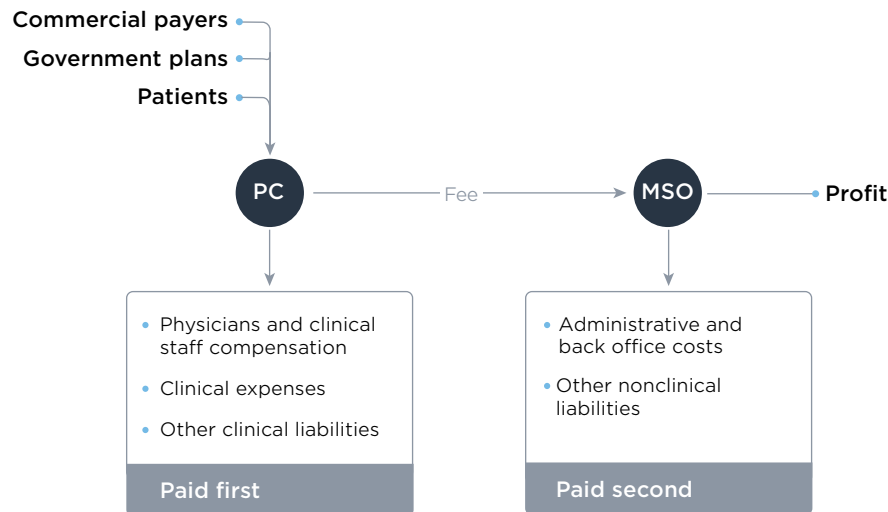 Commercial payers
Government plans
Patients
PC
Fee
MSO
Profit
Physicians and clinical
staff compensation
Clinical expenses
Other clinical liabilities
Paid first
Administrative and
back office costs
Other nonclinical
liabilities
Paid second